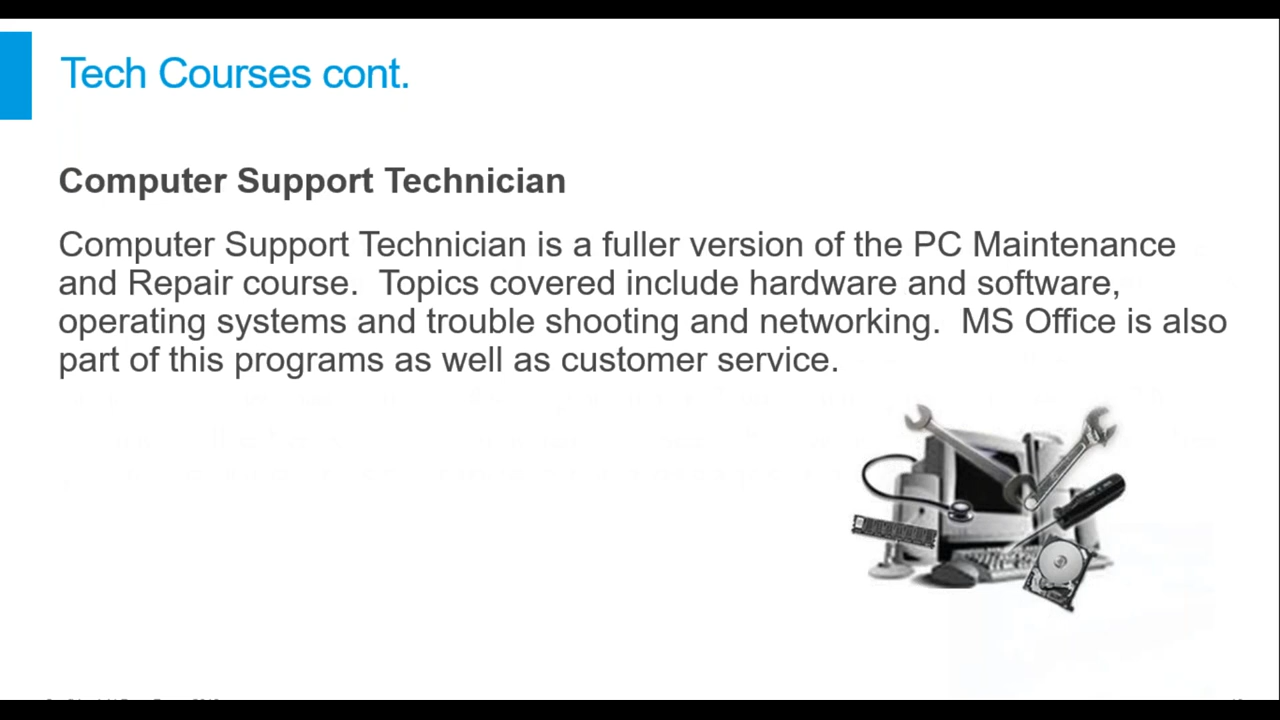 Tech Courses cont.
Computer Support Technician
Computer Support Technician is a fuller version of the PC Maintenance
and Repair course.  Topics covered include hardware and software,
operating systems and trouble shooting and networking.  MS Office is also
part of this programs as well as customer service.